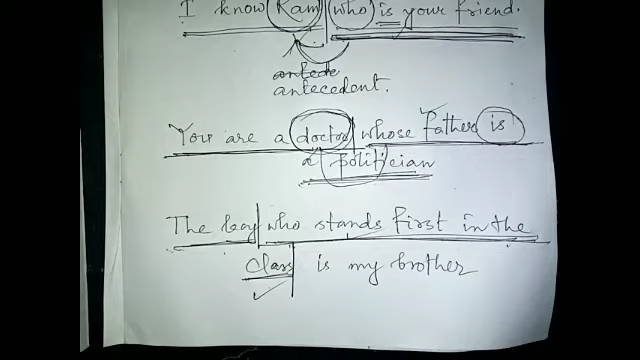 I know Ram who is your friend.
antecedent.
You are a doctor whose father is
a politician
The boy who stands first in the
class is my brother